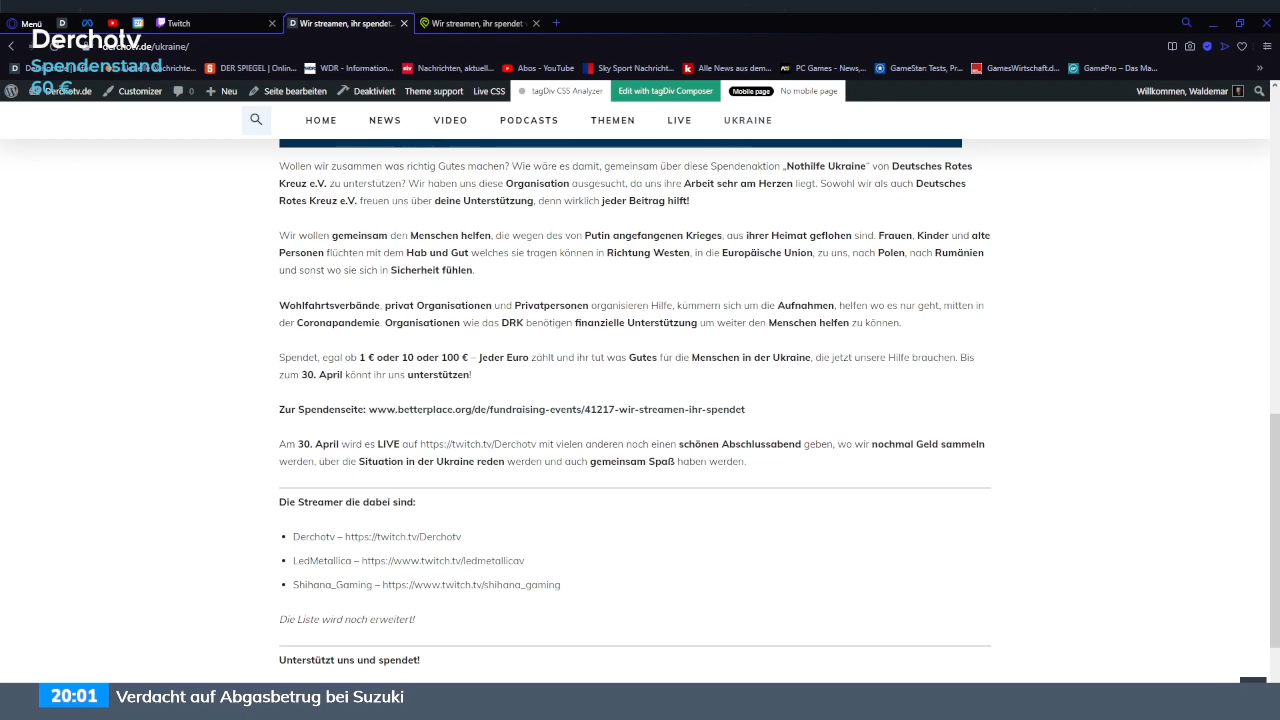 Menü
Twitch
Wir streamen, ihr spendet...
Wir streamen, ihr spendet
Derchotv
Spendenstand
60 €
derchotv.de/ukraine/
DER SPIEGEL | Onlin...
WDR - Information...
Nachrichten, aktuell...
Abos - YouTube
Sky Sport Nachricht...
Alle News aus dem...
PC Games - News,...
GameStar: Tests, Pr...
GamesWirtschaft.d...
GamePro – Das Ma...
Dercho​tv.de
Customizer
0
Neu
Seite bearbeiten
Deaktiviert
Theme support
Live CSS
tagDiv CSS Analyzer
Edit with tagDiv Composer
Mobile page
No mobile page
Willkommen, Waldemar
HOME NEWS VIDEO PODCASTS THEMEN LIVE UKRAINE
Wollen wir zusammen was richtig Gutes machen? Wie wäre es damit, gemeinsam über diese Spendenaktion „Nothilfe Ukraine“ von Deutsches Rotes
Kreuz e.V. zu unterstützen? Wir haben uns diese Organisation ausgesucht, da uns ihre Arbeit sehr am Herzen liegt. Sowohl wir als auch Deutsches
Rotes Kreuz e.V. freuen uns über deine Unterstützung, denn wirklich jeder Beitrag hilft!
Wir wollen gemeinsam den Menschen helfen, die wegen des von Putin angefangenen Krieges, aus ihrer Heimat geflohen sind. Frauen, Kinder und alte
Personen flüchten mit dem Hab und Gut welches sie tragen können in Richtung Westen, in die Europäische Union, zu uns, nach Polen, nach Rumänien
und sonst wo sie sich in Sicherheit fühlen.
Wohlfahrtsverbände, privat Organisationen und Privatpersonen organisieren Hilfe, kümmern sich um die Aufnahmen, helfen wo es nur geht, mitten in
der Coronapandemie. Organisationen wie das DRK benötigen finanzielle Unterstützung um weiter den Menschen helfen zu können.
Spendet, egal ob 1 € oder 10 oder 100 € – Jeder Euro zählt und ihr tut was Gutes für die Menschen in der Ukraine, die jetzt unsere Hilfe brauchen. Bis
zum 30. April könnt ihr uns unterstützen!
Zur Spendenseite: www.betterplace.org/de/fundraising-events/41217-wir-streamen-ihr-spendet
Am 30. April wird es LIVE auf https://twitch.tv/Derchotv mit vielen anderen noch einen schönen Abschlussabend geben, wo wir nochmal Geld sammeln
werden, über die Situation in der Ukraine reden werden und auch gemeinsam Spaß haben werden.
Die Streamer die dabei sind:
Derchotv – https://twitch.tv/Derchotv
LedMetallica – https://www.twitch.tv/ledmetallicav
Shihana_Gaming – https://www.twitch.tv/shihana_gaming
Die Liste wird noch erweitert!
Unterstützt uns und spendet!
20:01 Verdacht auf Abgasbetrug bei Suzuki